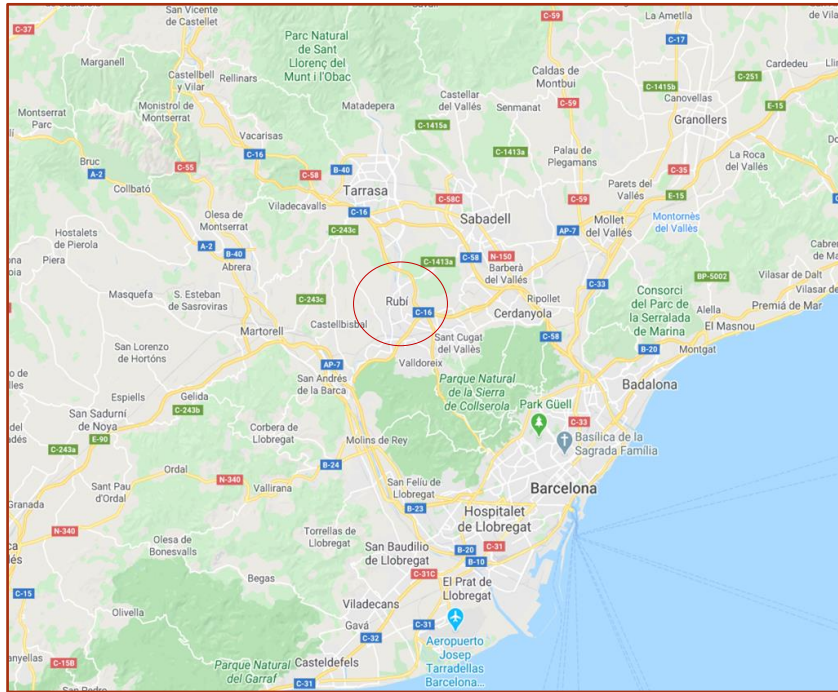 San Vicente
de Castellet
C-37
C-16
La Ametlla
C-17
Parc Natural
de Sant
Llorenç del
Munt i l'Obac
Marganell
Castellbell
y Vilar
Rellinars
Caldas de
Montbui
Cardedeu
C-251
C-1415b
E-15
Canovellas
Granollers
Castellar
del Vallés
Senmanat
C-59
Matadepera
Montserrat
Parc
Monistrol de
Montserrat
C-1415a
Vacarisas
C-16
C-1413a
Palau de
Plegamans
La Roca
del Vallés
Bruc
A-2
C-55
C-58
B-40
Collbató
Tarrasa
Viladecavalls
C-16
C-58C
C-59
C-35
Parets del
Vallés
E-15
Olesa de
Montserrat
Sabadell
Mollet
del Vallès
Montornès
del Vallès
Hostalets
de Pierola
Piera
A-2
B-40
Abrera
C-243c
AP-7
N-150
C-58
C-1413a
Barberà
del Vallès
C-33
BP-5002
Vilasar de Dalt
Masquefa
S. Esteban
de Sasroviras
C-243c
Rubí
C-16
Ripollet
Cerdanyola
Consorci
del Parc de
la Serralada
de Marina
Alella
Premiá de Mar
El Masnou
Martorell
Castellbisbal
Sant Cugat
del Vallès
C-58
B-20
Montgat
San Lorenzo
de Hortóns
AP-7
Valldoreix
San Andrés
de la Barca
Parque Natural
de la Sierra
de Collserola
Badalona
Espiells
Gelida
C-243b
San Sadurní
de Noya
Park Güell
C-33
Corbera de
Llobregat
Basílica de la
Sagrada Família
E-90
C-243a
Molins de Rey
Ordal
B-24
N-340
Vallirana
San Feliu de
Llobregat
Barcelona
Sant Pau
d'Ordal
Granada
B-23
Hospitalet
de Llobregat
N-340
Torrellas de
Llobregat
San Baudilio
de Llobregat
B-20
C-31
B-10
Olesa de
Bonesvalls
C-31C
El Prat de
Llobregat
Begas
C-15
Viladecans
Olivella
Gavá
C-32
C-31
Aeropuerto
Josep
Tarradellas
Barcelona...
C-15B
Parque Natural
del Garraf
Casteldefels
C-31